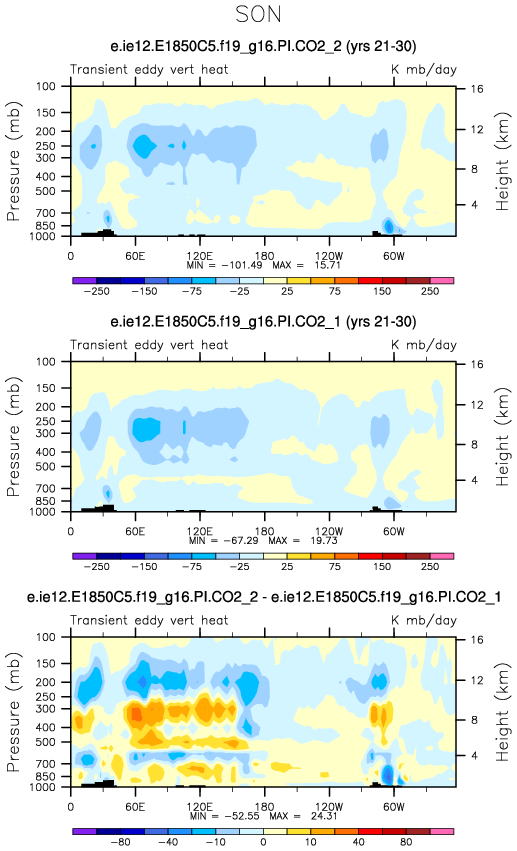 SON
e.ie12.E1850C5.f19_g16.PI.CO2_2 (yrs 21-30)
Transient eddy vert heat K mb/day
Pressure (mb)
100
150
200
250
300
400
500
700
850
1000
16
12
8
4
Height (km)
0 60E 120E 180 120W 60W
MIN = -101.49 MAX = 15.71
-250 -150 -75 -25 25 75 150 250
e.ie12.E1850C5.f19_g16.PI.CO2_1 (yrs 21-30)
Transient eddy vert heat K mb/day
Pressure (mb)
100
150
200
250
300
400
500
700
850
1000
16
12
8
4
Height (km)
0 60E 120E 180 120W 60W
MIN = -67.29 MAX = 19.73
-250 -150 -75 -25 25 75 150 250
e.ie12.E1850C5.f19_g16.PI.CO2_2 - e.ie12.E1850C5.f19_g16.PI.CO2_1
Transient eddy vert heat K mb/day
Pressure (mb)
100
150
200
250
300
400
500
700
850
1000
16
12
8
4
Height (km)
0 60E 120E 180 120W 60W
MIN = -52.55 MAX = 24.31
-80 -40 -10 0 10 40 80